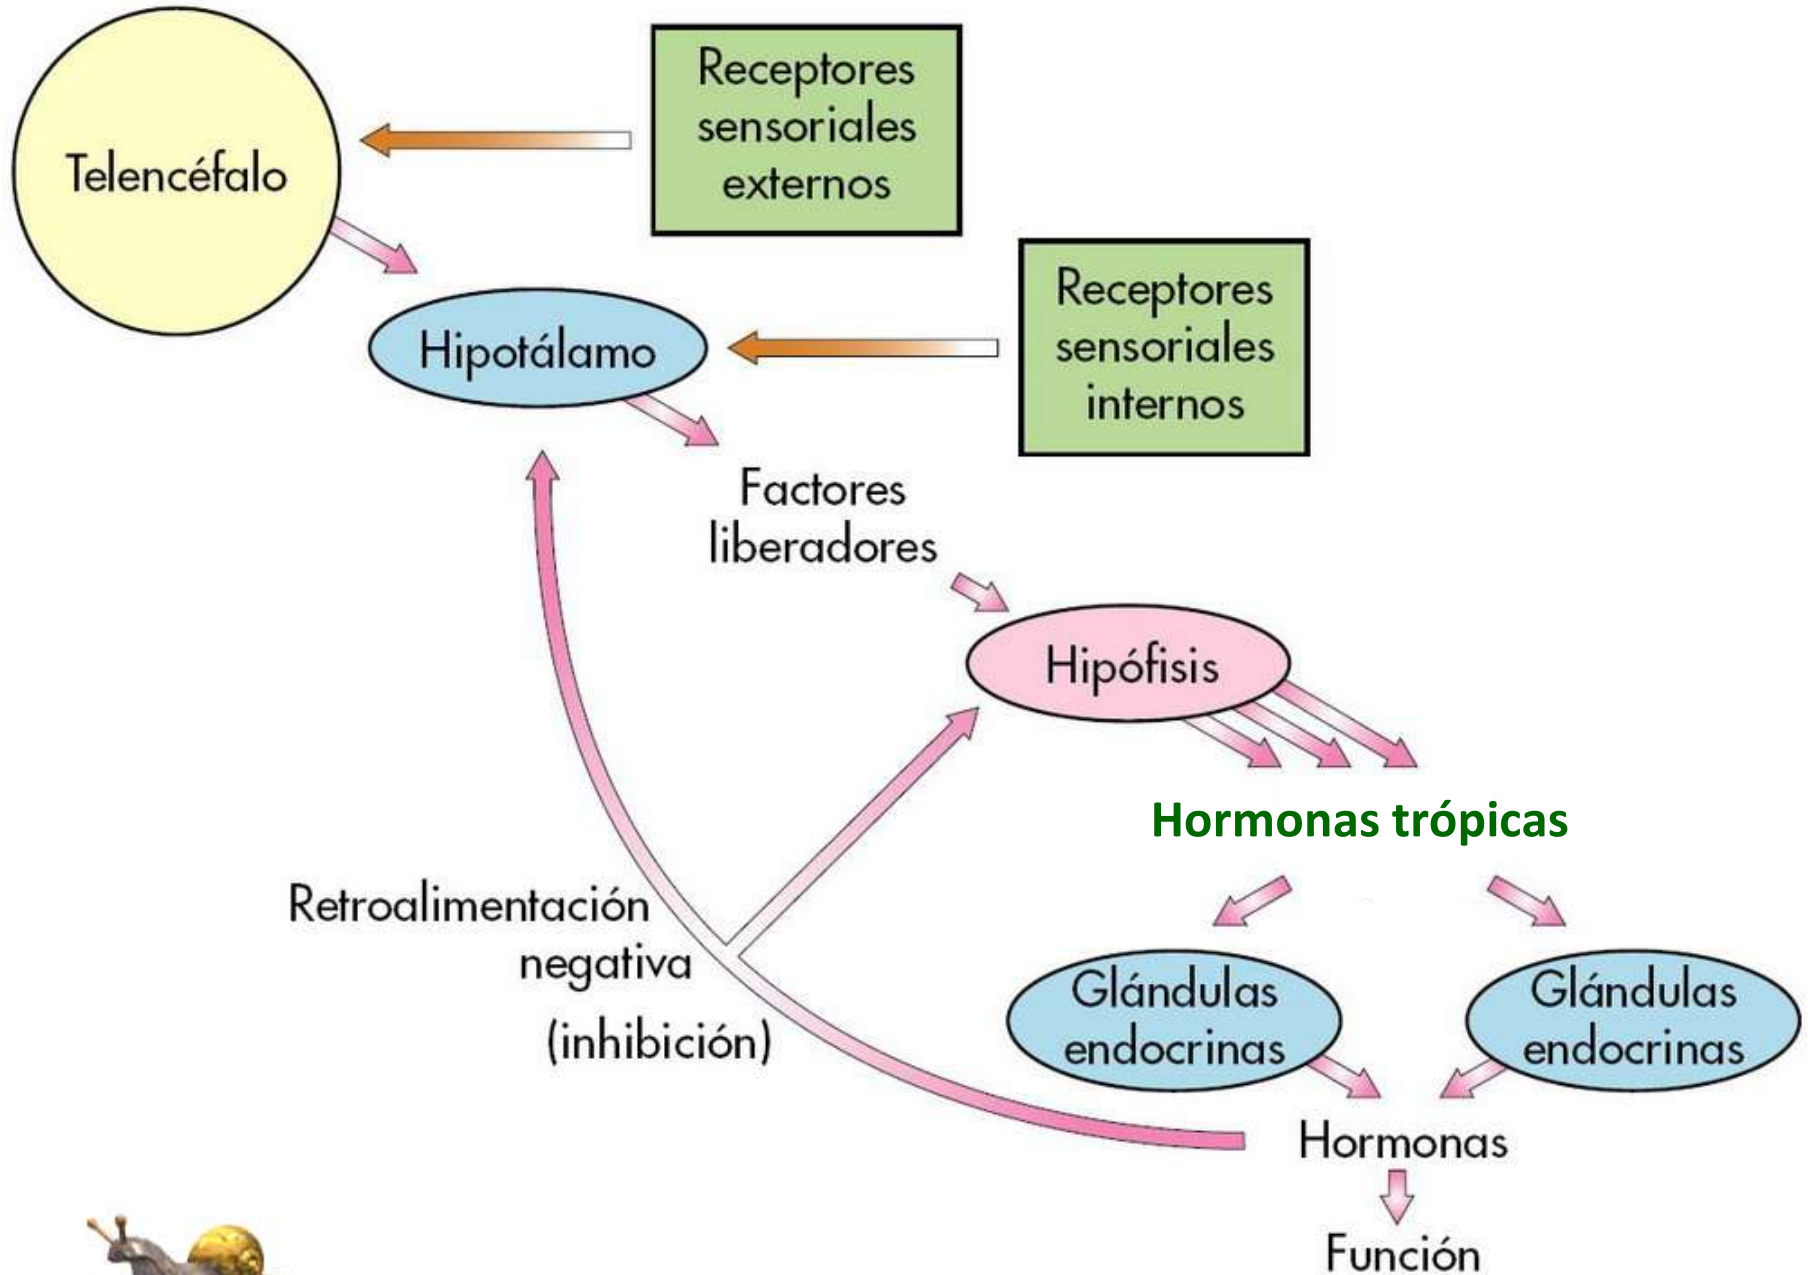 Receptores
sensoriales
externos
Telencéfalo
Receptores
sensoriales
internos
Hipotálamo
Factores
liberadores
Hipófisis
Hormonas trópicas
Retroalimentación
negativa
(inhibición)
Glándulas
endocrinas
Glándulas
endocrinas
Hormonas
Función